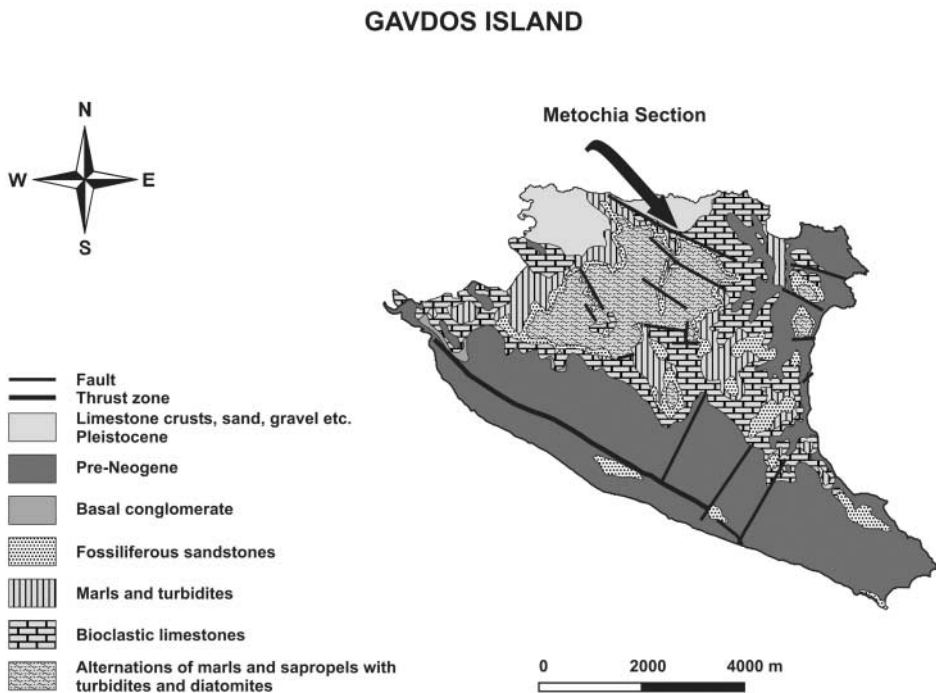 GAVDOS ISLAND
Metochia Section
N
W
E
S
Fault
Thrust zone
Limestone crusts, sand, gravel etc.
Pleistocene
Pre-Neogene
Basal conglomerate
Fossiliferous sandstones
Marls and turbidites
Bioclastic limestones
Alternations of marls and sapropels with
turbidites and diatomites
0 2000 4000 m